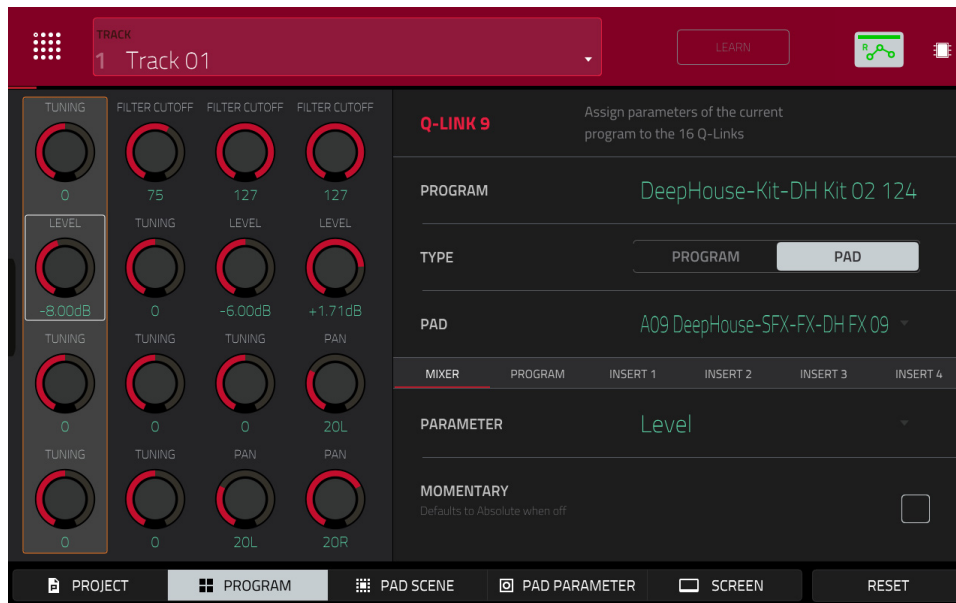 TRACK
1 Track 01
LEARN
R
TUNING FILTER CUTOFF FILTER CUTOFF FILTER CUTOFF
0 75 127 127
LEVEL TUNING LEVEL LEVEL
-8.00dB 0 -6.00dB +1.71dB
TUNING TUNING TUNING PAN
0 0 0 20L
TUNING TUNING PAN PAN
0 0 20L 20R
Q-LINK 9
Assign parameters of the current
program to the 16 Q-Links
PROGRAM DeepHouse-Kit-DH Kit 02 124
TYPE PROGRAM PAD
PAD A09 DeepHouse-SFX-FX-DH FX 09
MIXER PROGRAM INSERT 1 INSERT 2 INSERT 3 INSERT 4
PARAMETER Level
MOMENTARY
Defaults to Absolute when off
PROJECT PROGRAM PAD SCENE PAD PARAMETER SCREEN RESET